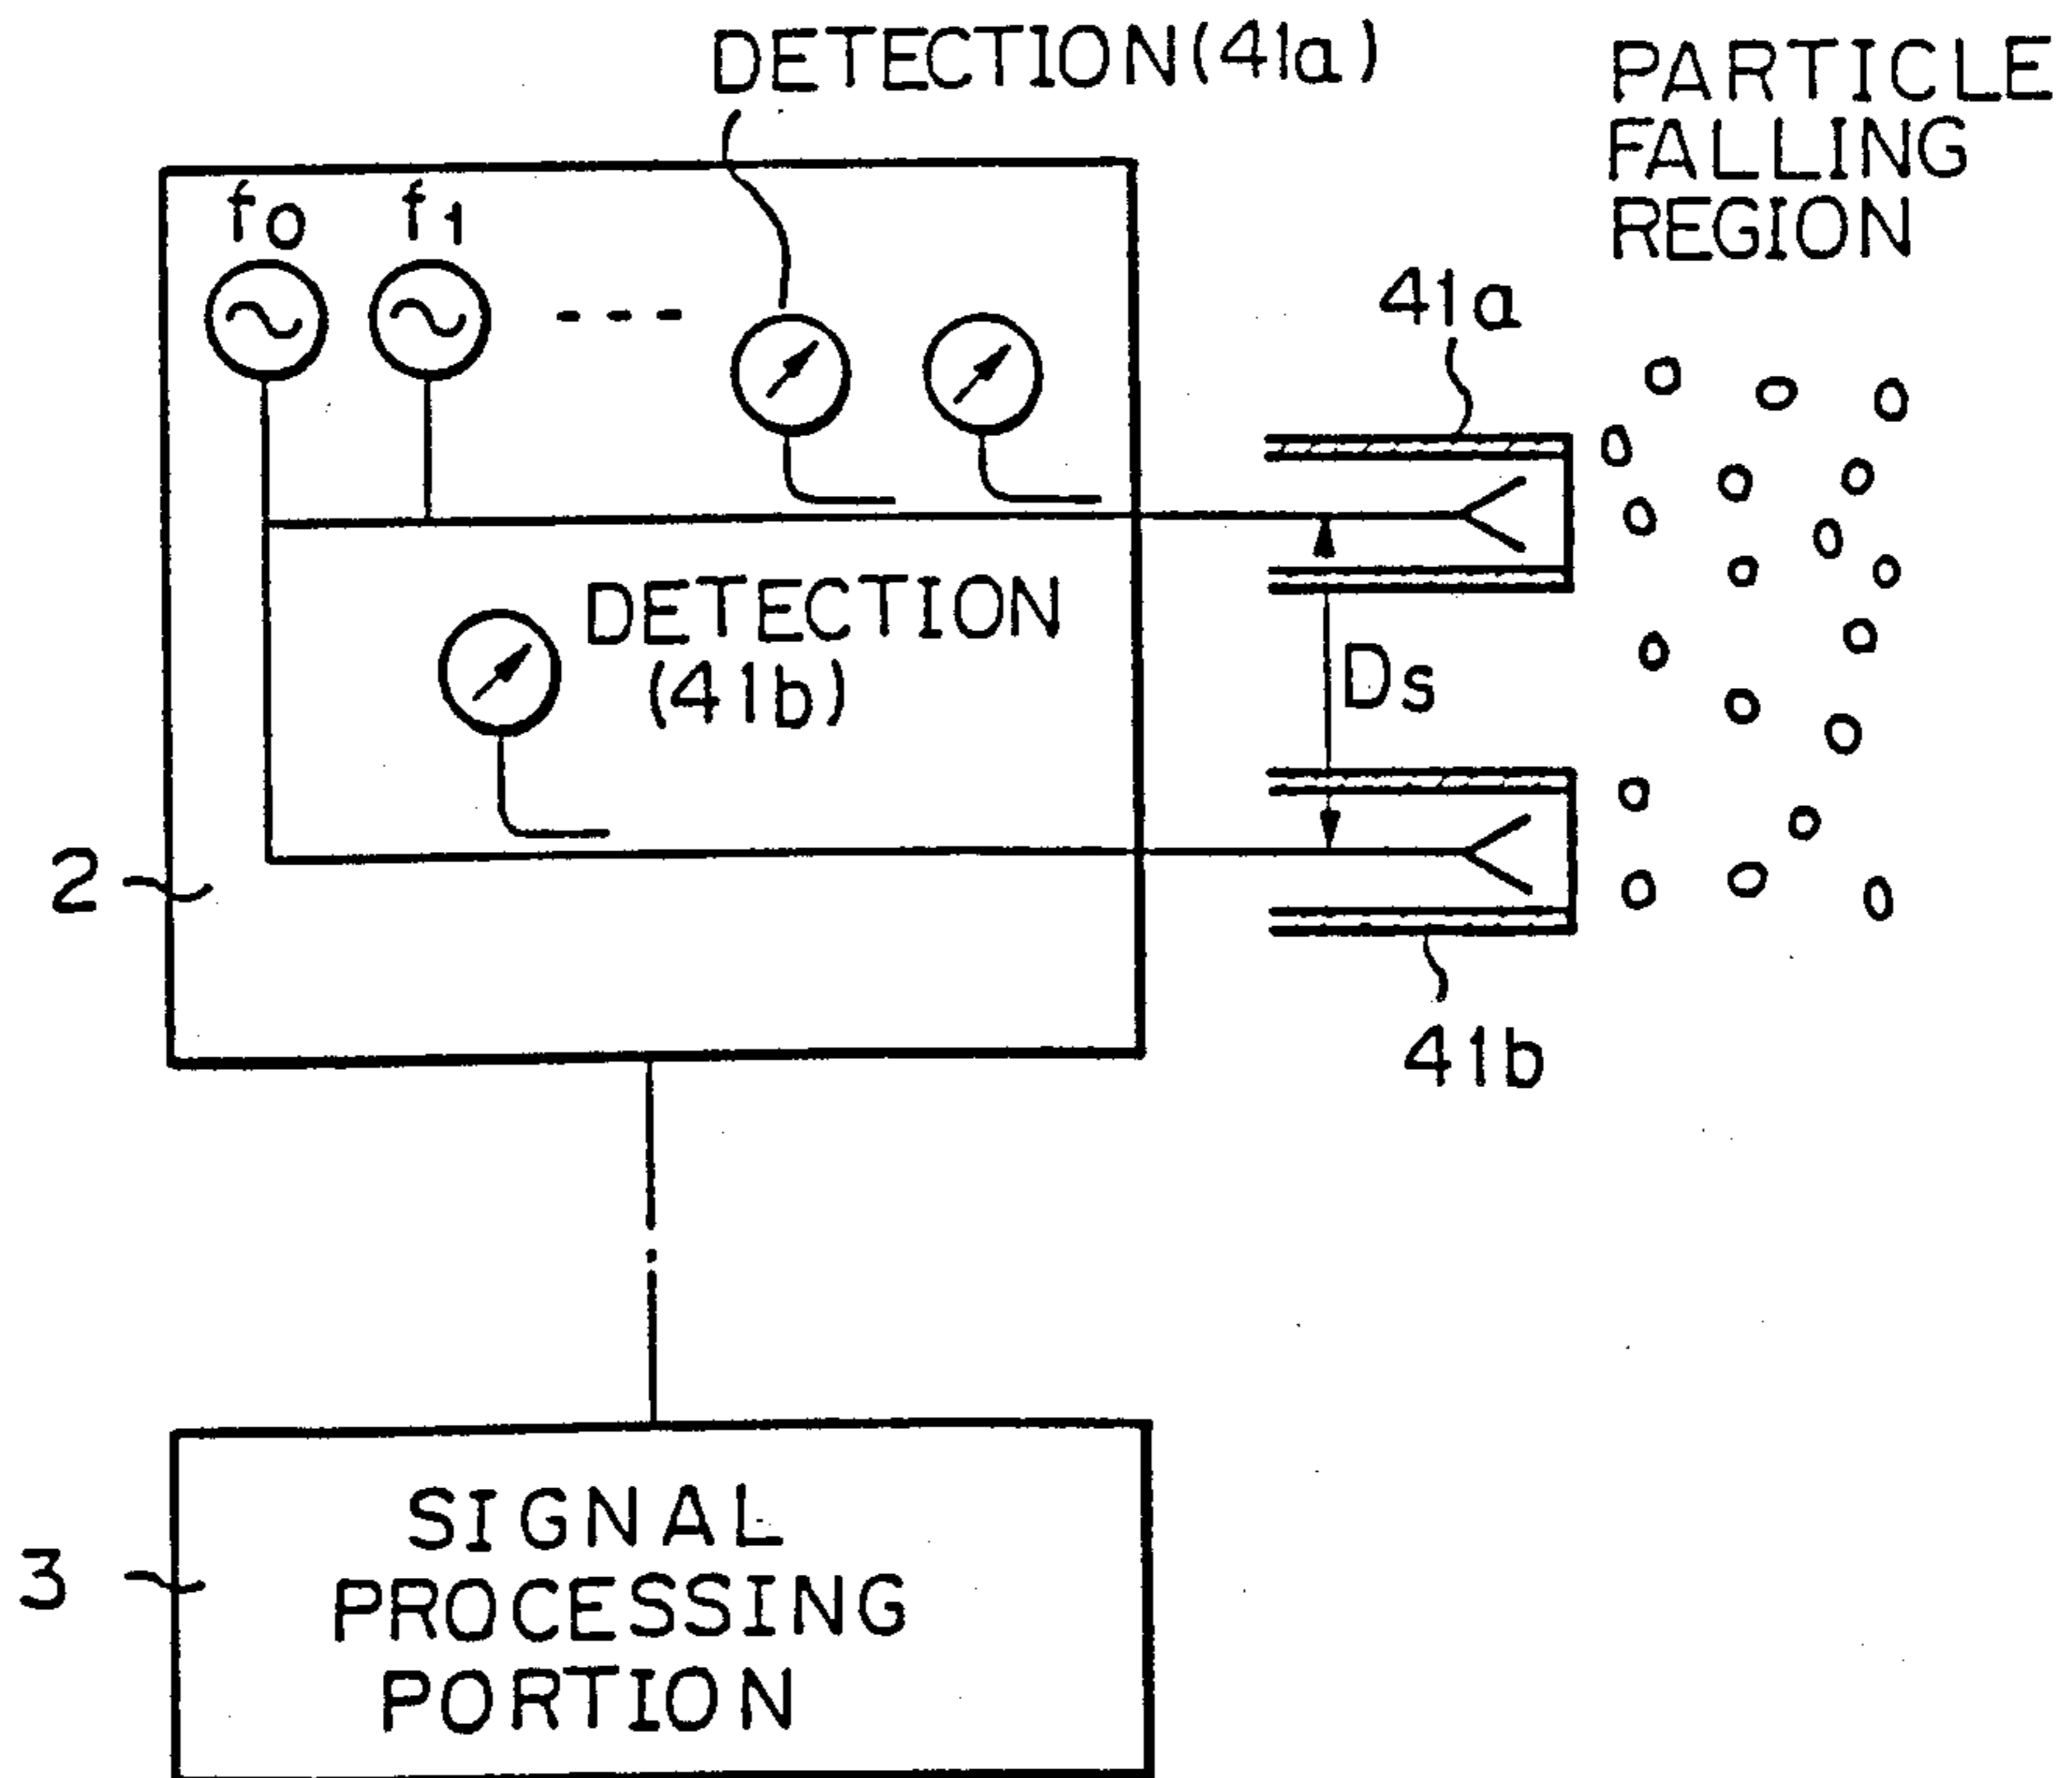 DETECTION(41a)
PARTICLE
FALLING
REGION
f0
f1
41a
DETECTION
(41b)
Ds
2
41b
3
SIGNAL
PROCESSING
PORTION